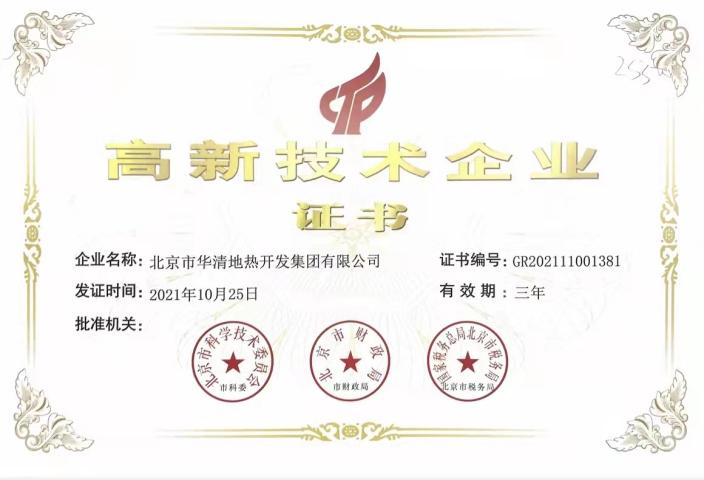 CTP
高新技术企业
证书
企业名称：北京市华清地热开发集团有限公司
证书编号：GR202111001381
发证时间：2021年10月25日
有效期：三年
批准机关：
北京市科学技术委员会
市科委
北京市财政局
市财政局
国家税务总局北京市税务局
北京市税务局